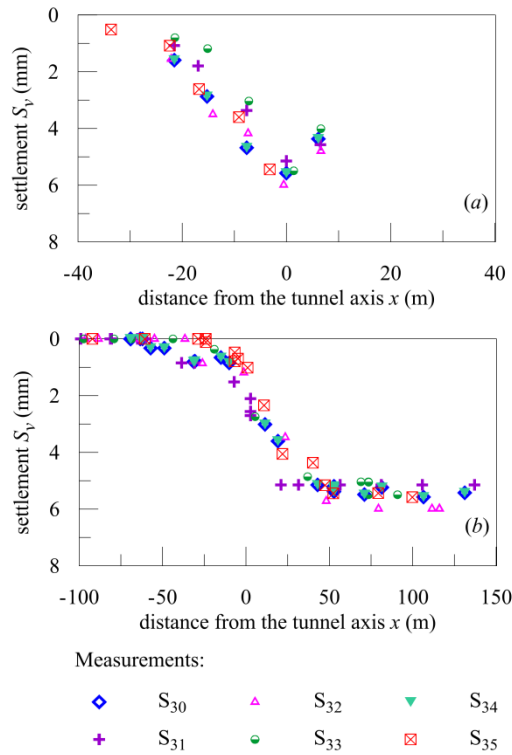 0
2
4
6
8
settlement Sᵥ (mm)
(a)
-40 -20 0 20 40
distance from the tunnel axis x (m)
0
2
4
6
8
settlement Sᵥ (mm)
(b)
-100 -50 0 50 100 150
distance from the tunnel axis x (m)
Measurements:
S₃₀ S₃₂ S₃₄
S₃₁ S₃₃ S₃₅